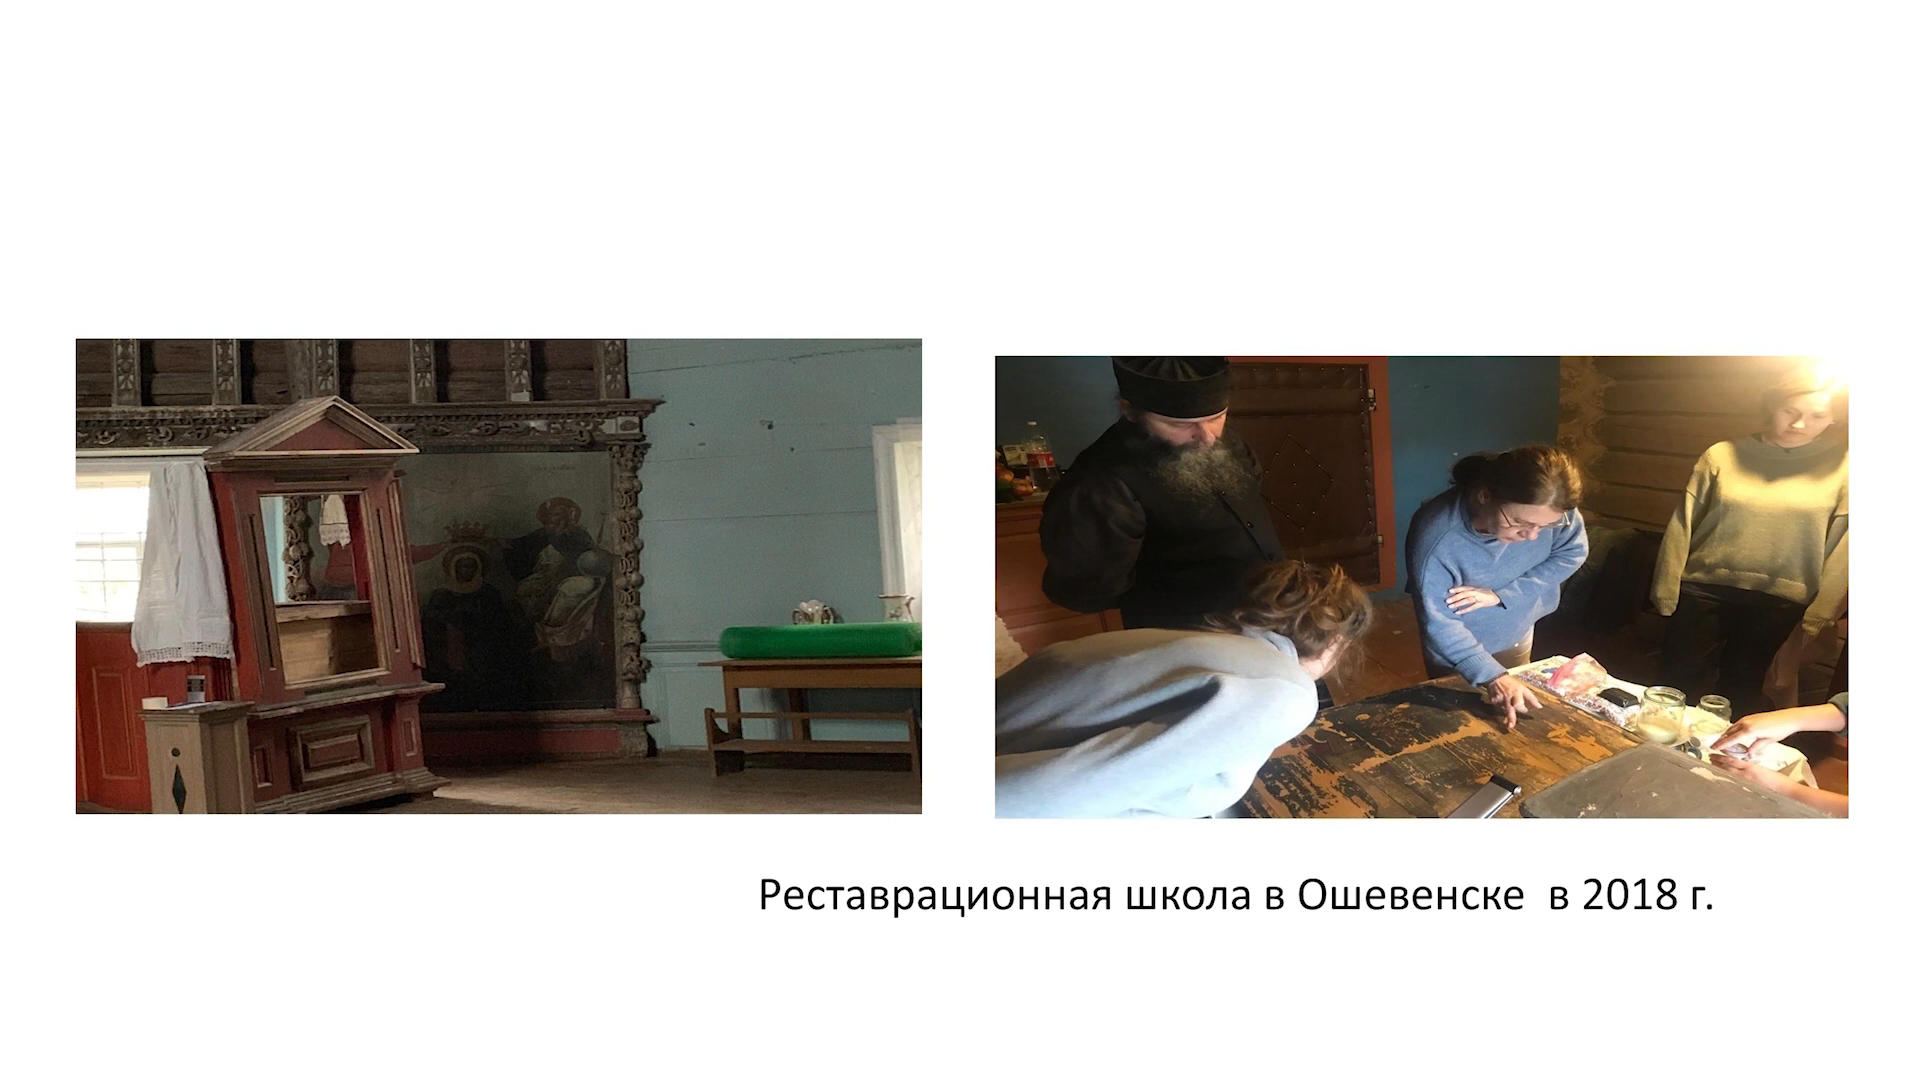 Реставрационная школа в Ошевенске  в 2018 г.